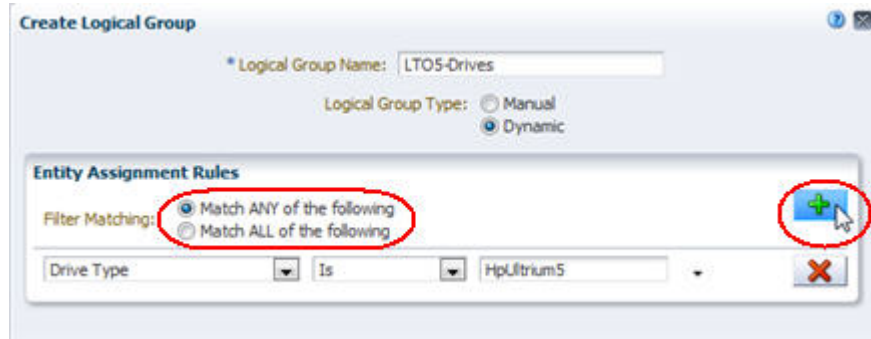 Create Logical Group
* Logical Group Name: LTO5-Drives
Logical Group Type: Manual
Dynamic
Entity Assignment Rules
Filter Matching: Match ANY of the following
Match ALL of the following
Drive Type Is HpUltrium5